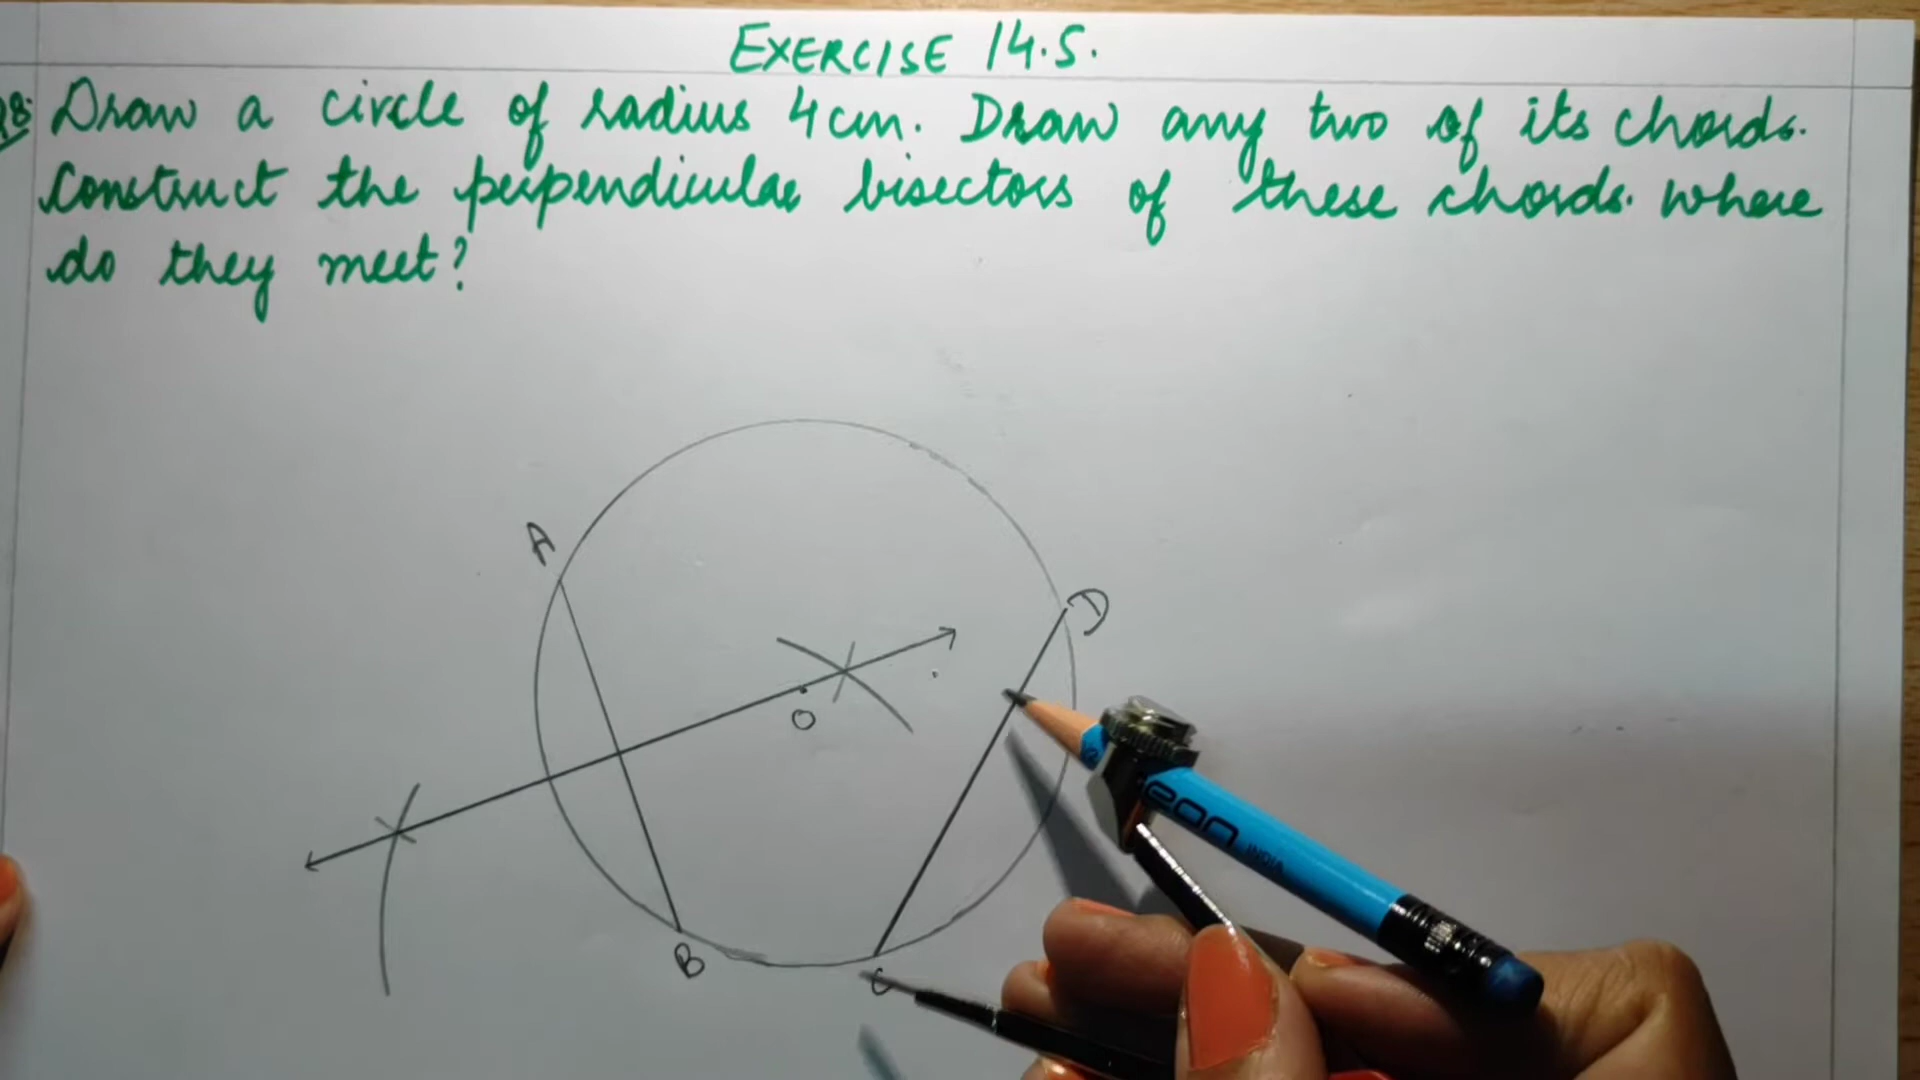 EXERCISE 14.5.
Q8: Draw a circle of radius 4cm. Draw any two of its chords.
Construct the perpendicular bisectors of these chords. Where
do they meet?
A
D
O
B
C
INDIA